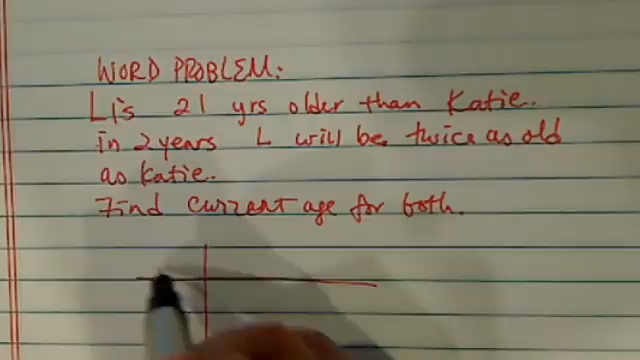 WORD PROBLEM:
L is 21 yrs older than Katie.
in 2 years L will be twice as old
as Katie.
Find current age for both.